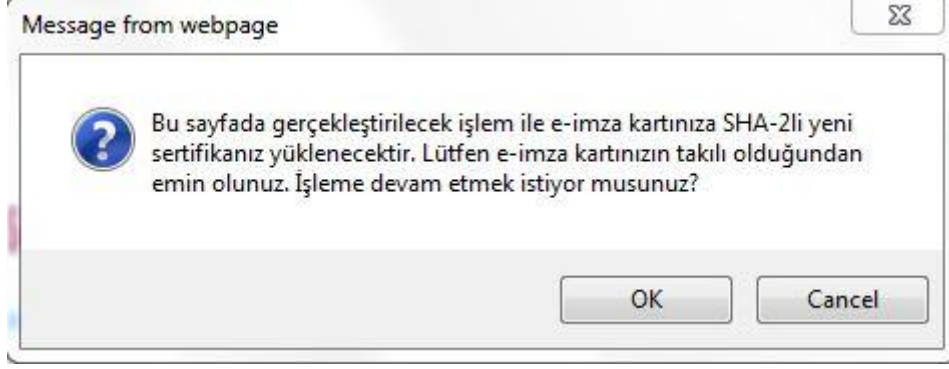 Message from webpage
Bu sayfada gerçekleştirilecek işlem ile e-imza kartınıza SHA-2li yeni
sertifikanız yüklenecektir. Lütfen e-imza kartınızın takılı olduğundan
emin olunuz. İşleme devam etmek istiyor musunuz?
OK
Cancel